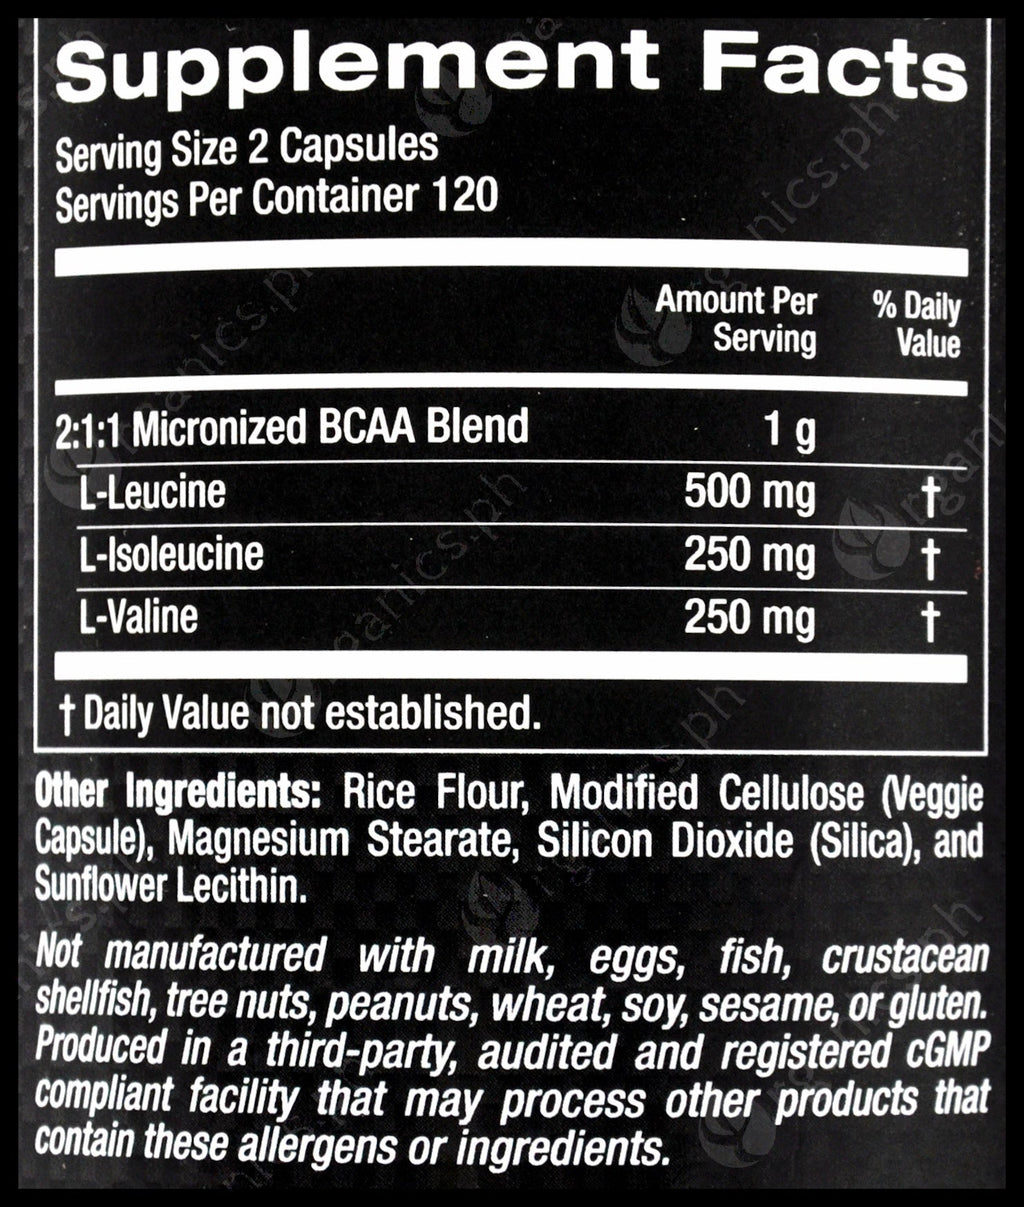 Supplement Facts
Serving Size 2 Capsules
Servings Per Container 120
Amount Per Serving
% Daily Value
2:1:1 Micronized BCAA Blend 1 g
L-Leucine 500 mg †
L-Isoleucine 250 mg †
L-Valine 250 mg †
† Daily Value not established.
Other Ingredients: Rice Flour, Modified Cellulose (Veggie
Capsule), Magnesium Stearate, Silicon Dioxide (Silica), and
Sunflower Lecithin.
Not manufactured with milk, eggs, fish, crustacean
shellfish, tree nuts, peanuts, wheat, soy, sesame, or gluten.
Produced in a third-party, audited and registered cGMP
compliant facility that may process other products that
contain these allergens or ingredients.